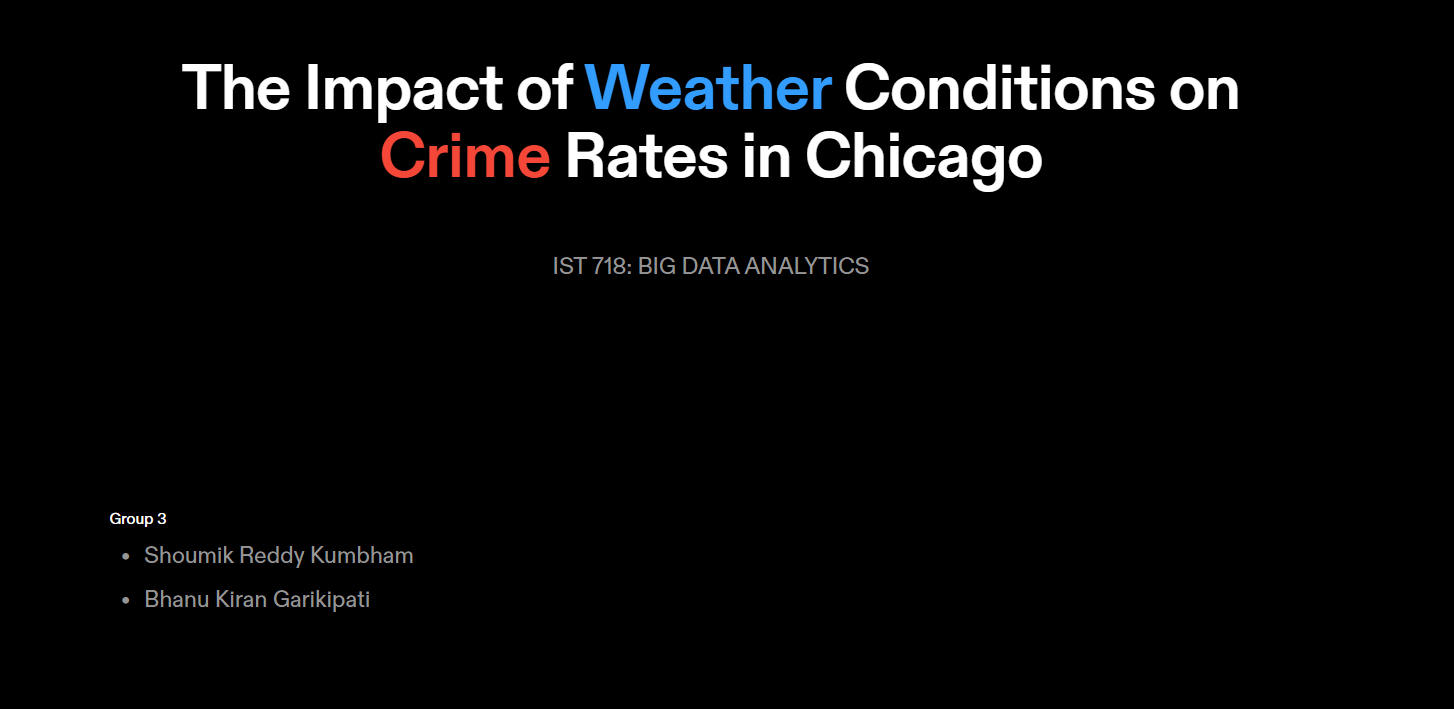 The Impact of Weather Conditions on
Crime Rates in Chicago
IST 718: BIG DATA ANALYTICS
Group 3
• Shoumik Reddy Kumbham
• Bhanu Kiran Garikipati